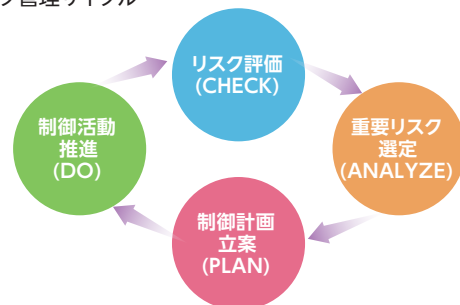 管理サイクル
リスク評価
(CHECK)
重要リスク
選定
(ANALYZE)
制御計画
立案
(PLAN)
制御活動
推進
(DO)